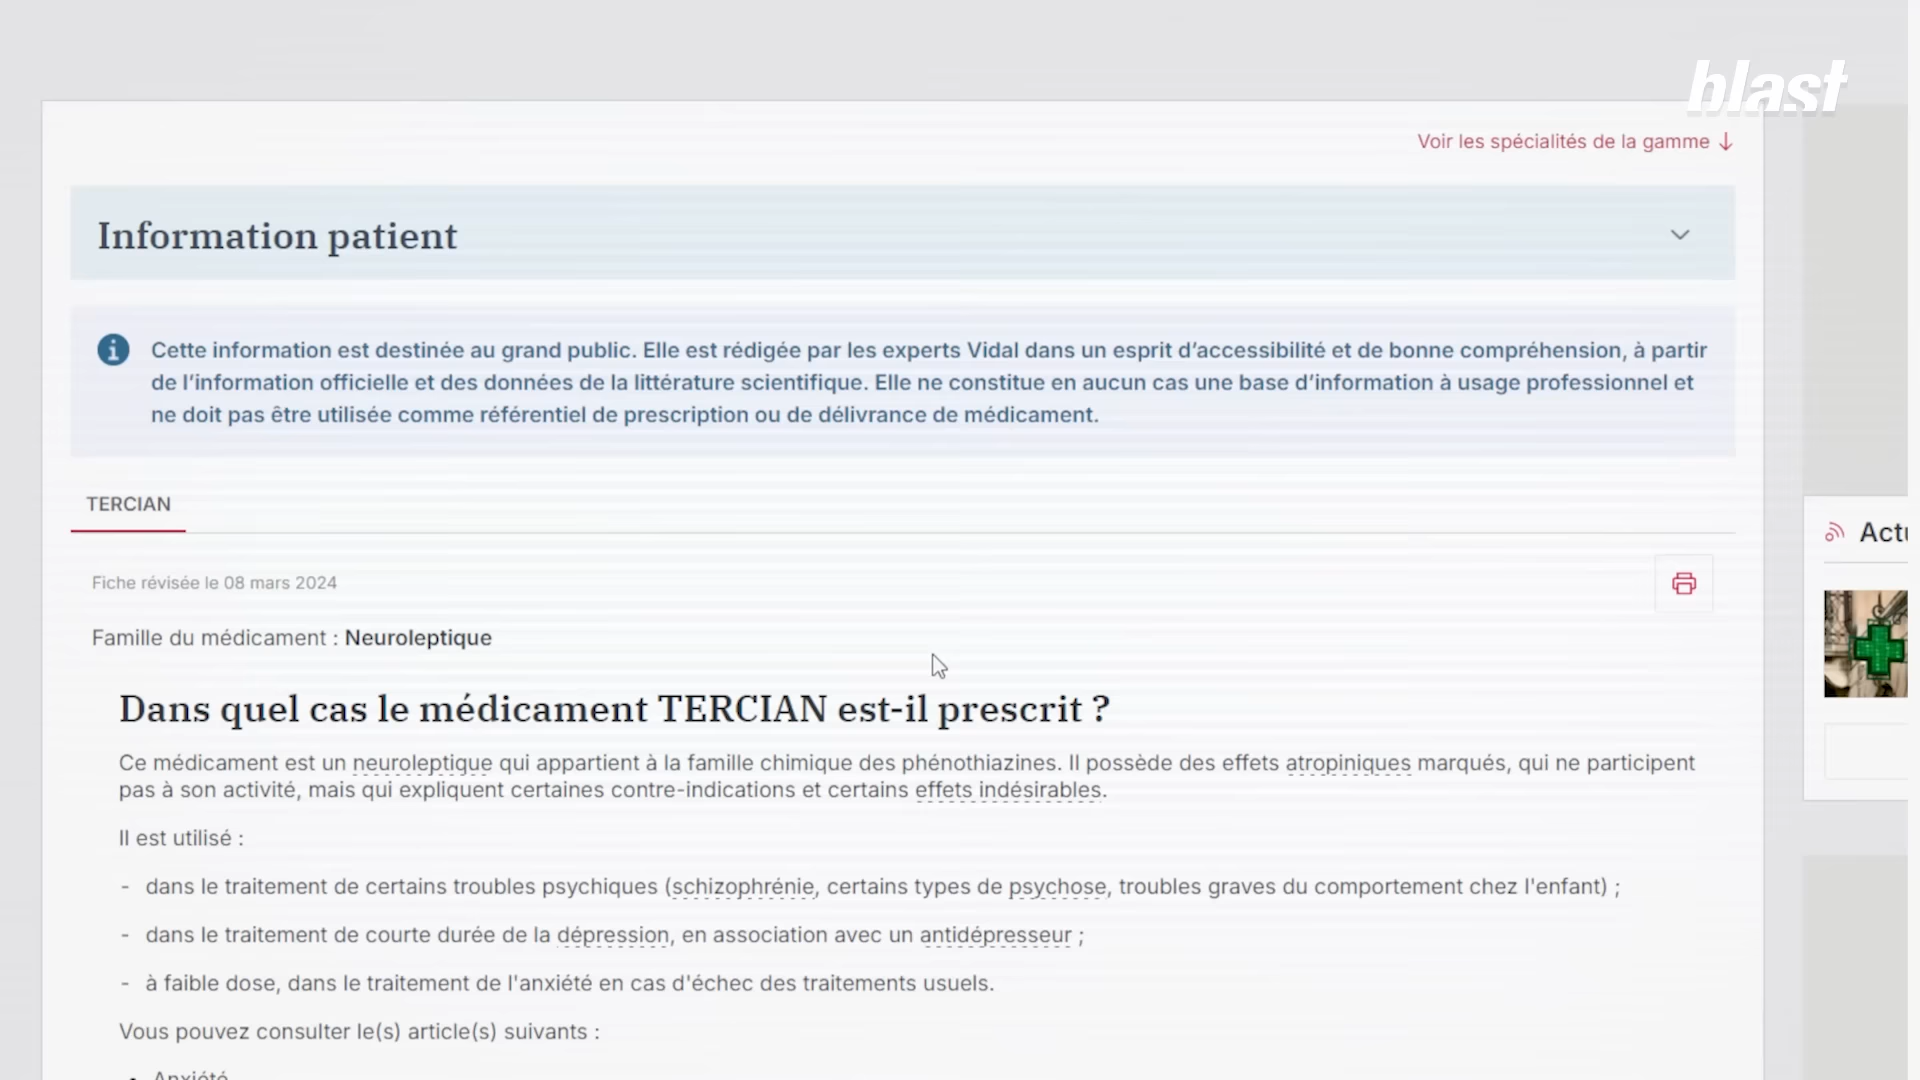 blast
Voir les spécialités de la gamme ↓
Information patient
Cette information est destinée au grand public. Elle est rédigée par les experts Vidal dans un esprit d’accessibilité et de bonne compréhension, à partir
de l’information officielle et des données de la littérature scientifique. Elle ne constitue en aucun cas une base d’information à usage professionnel et
ne doit pas être utilisée comme référentiel de prescription ou de délivrance de médicament.
TERCIAN
Fiche révisée le 08 mars 2024
Famille du médicament : Neuroleptique
Dans quel cas le médicament TERCIAN est-il prescrit ?
Ce médicament est un neuroleptique qui appartient à la famille chimique des phénothiazines. Il possède des effets atropiniques marqués, qui ne participent
pas à son activité, mais qui expliquent certaines contre-indications et certains effets indésirables.
Il est utilisé :
- dans le traitement de certains troubles psychiques (schizophrénie, certains types de psychose, troubles graves du comportement chez l'enfant) ;
- dans le traitement de courte durée de la dépression, en association avec un antidépresseur ;
- à faible dose, dans le traitement de l'anxiété en cas d'échec des traitements usuels.
Vous pouvez consulter le(s) article(s) suivants :
• Anxiété
Actu